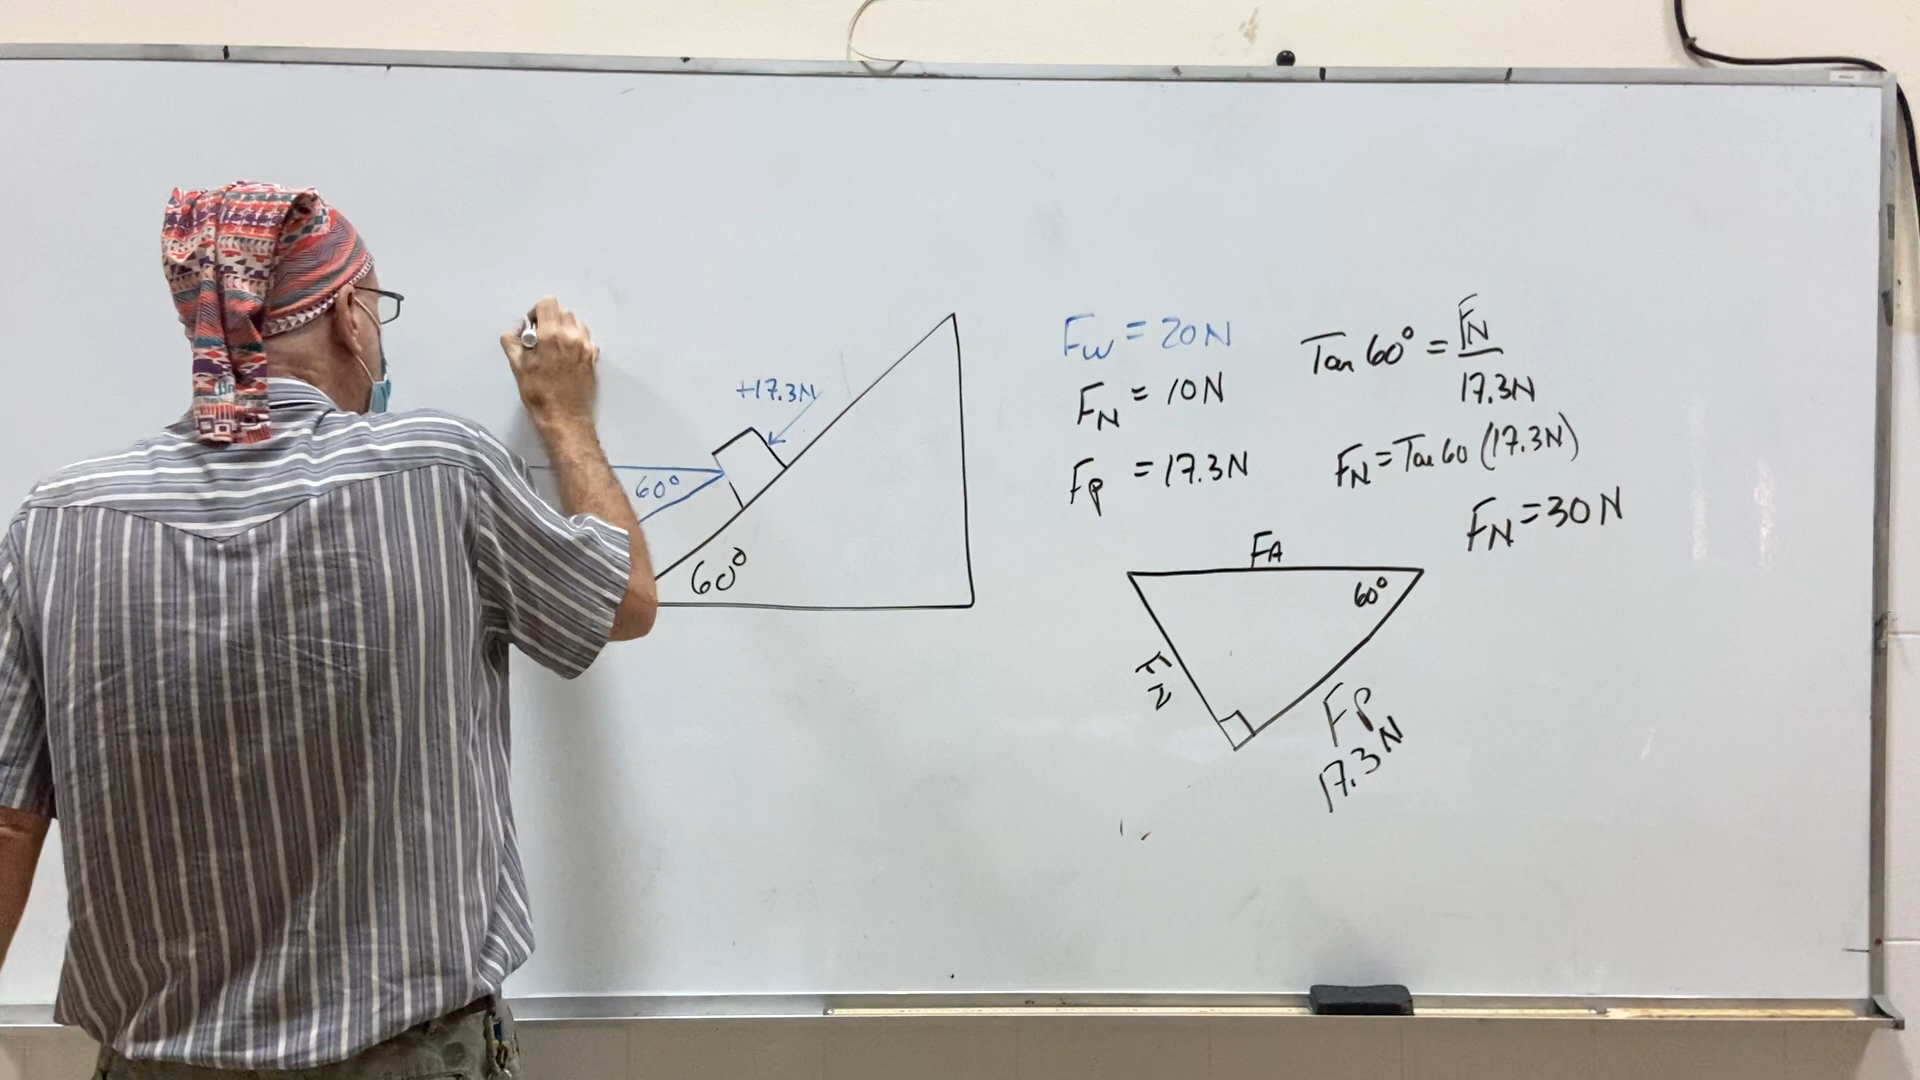 +17.3N
60°
60°
Fw = 20N
FN = 10N
Fp = 17.3N
Tan 60° = FN
17.3N
FN = Tan 60 (17.3N)
FN = 30N
FA
60°
FN
Fp
17.3N